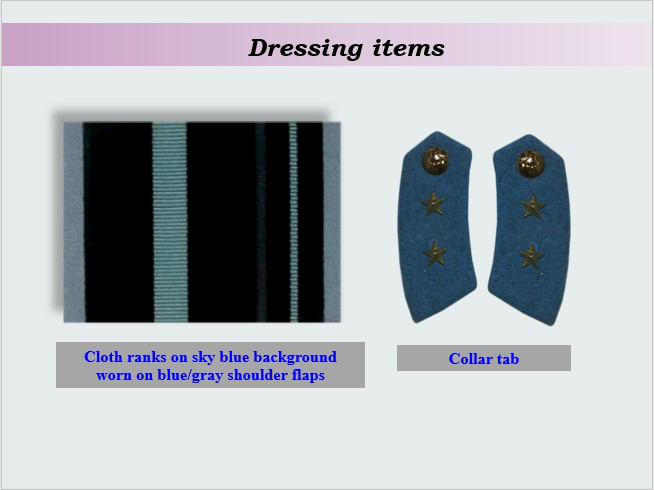 Dressing items
Cloth ranks on sky blue background
worn on blue/gray shoulder flaps
Collar tab